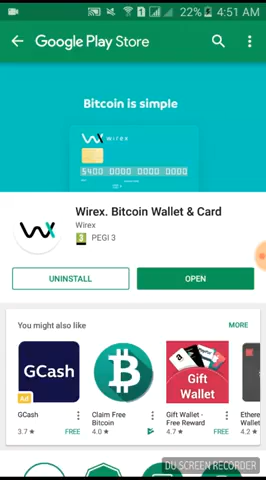 22% 4:51 AM
Google Play Store
Bitcoin is simple
wirex
5400 0000 0000 0000
Wirex. Bitcoin Wallet & Card
Wirex
3 PEGI 3
UNINSTALL
OPEN
You might also like
MORE
GCash
Gift
Wallet
Ad
GCash
Claim Free
Bitcoin
Gift Wallet -
Free Reward
Ethere
Wallet
3.7 ★ FREE
4.0 ★
4.7 ★ FREE
4.2 ★
DU SCREEN RECORDER